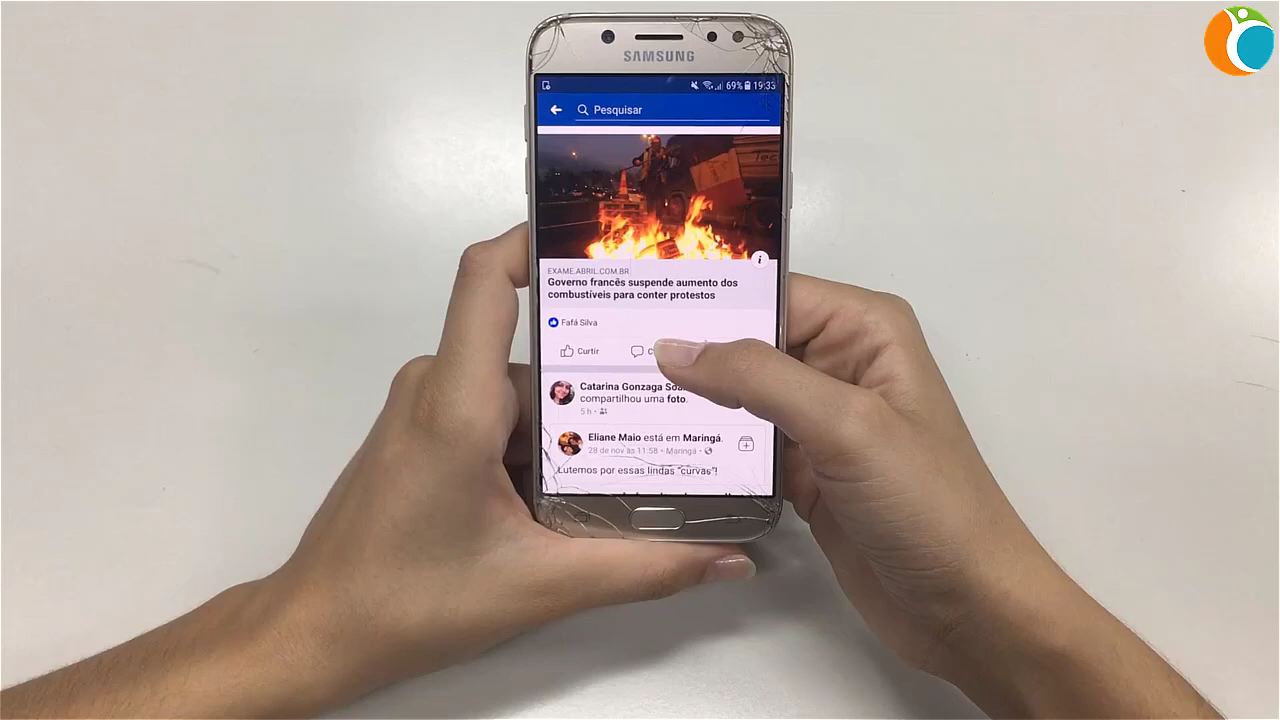 SAMSUNG
69% 19:33
Pesquisar
Tec
EXAME.ABRIL.COM.BR
Governo francês suspende aumento dos
combustíveis para conter protestos
Fafá Silva
Curtir
Catarina Gonzaga
compartilhou uma foto.
5 h
Eliane Maio está em Maringá.
28 de nov às 11:58 • Maringá •
Lutemos por essas lindas "curvas"!